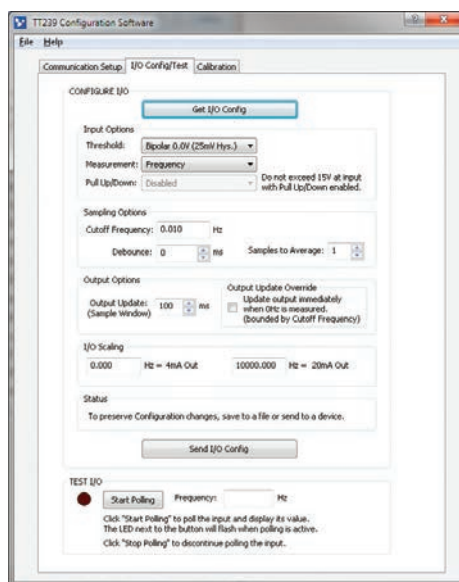 TT239 Configuration Software
File Help
Communication Setup I/O Config/Test Calibration
CONFIGURE I/O
Get I/O Config
Input Options
Threshold: Bipolar 0.0V (25mV Hys.)
Measurement: Frequency
Pull Up/Down: Disabled
Do not exceed 15V at input
with Pull Up/Down enabled.
Sampling Options
Cutoff Frequency: 0.010 Hz
Debounce: 0 ms Samples to Average: 1
Output Options
Output Update: 100 ms
(Sample Window)
Output Update Override
Update output immediately
when 0Hz is measured.
(bounded by Cutoff Frequency)
I/O Scaling
0.000 Hz = 4mA Out 10000.000 Hz = 20mA Out
Status
To preserve Configuration changes, save to a file or send to a device.
Send I/O Config
TEST I/O
Start Polling Frequency: Hz
Click "Start Polling" to poll the input and display its value.
The LED next to the button will flash when polling is active.
Click "Stop Polling" to discontinue polling the input.